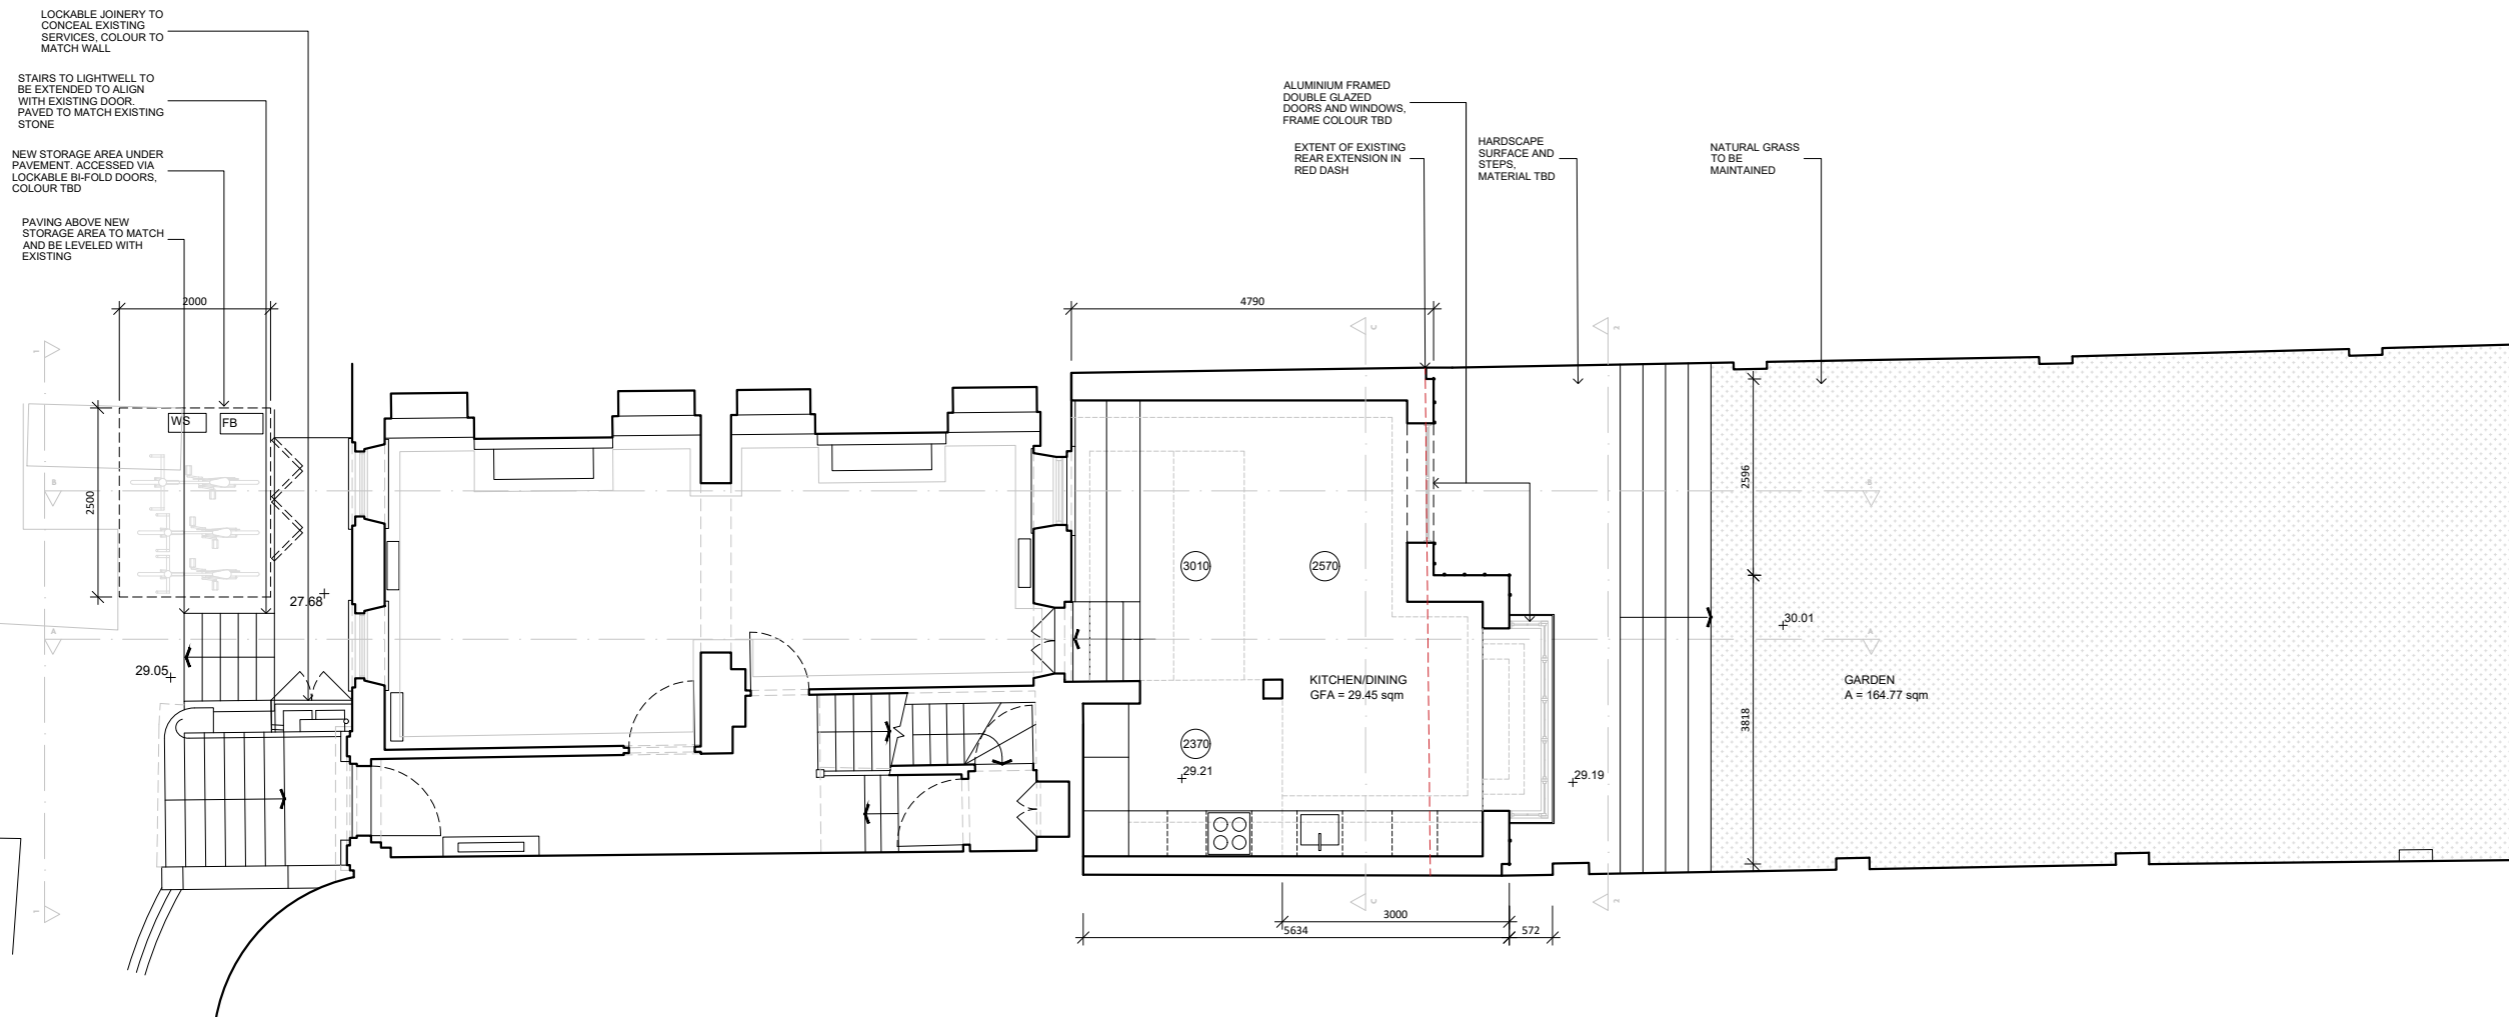 LOCKABLE JOINERY TO
CONCEAL EXISTING
SERVICES, COLOUR TO
MATCH WALL
STAIRS TO LIGHTWELL TO
BE EXTENDED TO ALIGN
WITH EXISTING DOOR.
PAVED TO MATCH EXISTING
STONE
NEW STORAGE AREA UNDER
PAVEMENT. ACCESSED VIA
LOCKABLE BI-FOLD DOORS,
COLOUR TBD
PAVING ABOVE NEW
STORAGE AREA TO MATCH
AND BE LEVELED WITH
EXISTING
ALUMINIUM FRAMED
DOUBLE GLAZED
DOORS AND WINDOWS,
FRAME COLOUR TBD
EXTENT OF EXISTING
REAR EXTENSION IN
RED DASH
HARDSCAPE
SURFACE AND
STEPS,
MATERIAL TBD
NATURAL GRASS
TO BE
MAINTAINED
2000
4790
1
C
2
WS
FB
B
2500
2596
B
3010
2570
27.68
30.01
A
A
29.05
KITCHEN/DINING
GFA = 29.45 sqm
GARDEN
A = 164.77 sqm
3818
2370
29.21
29.19
1
C
2
3000
5634
572